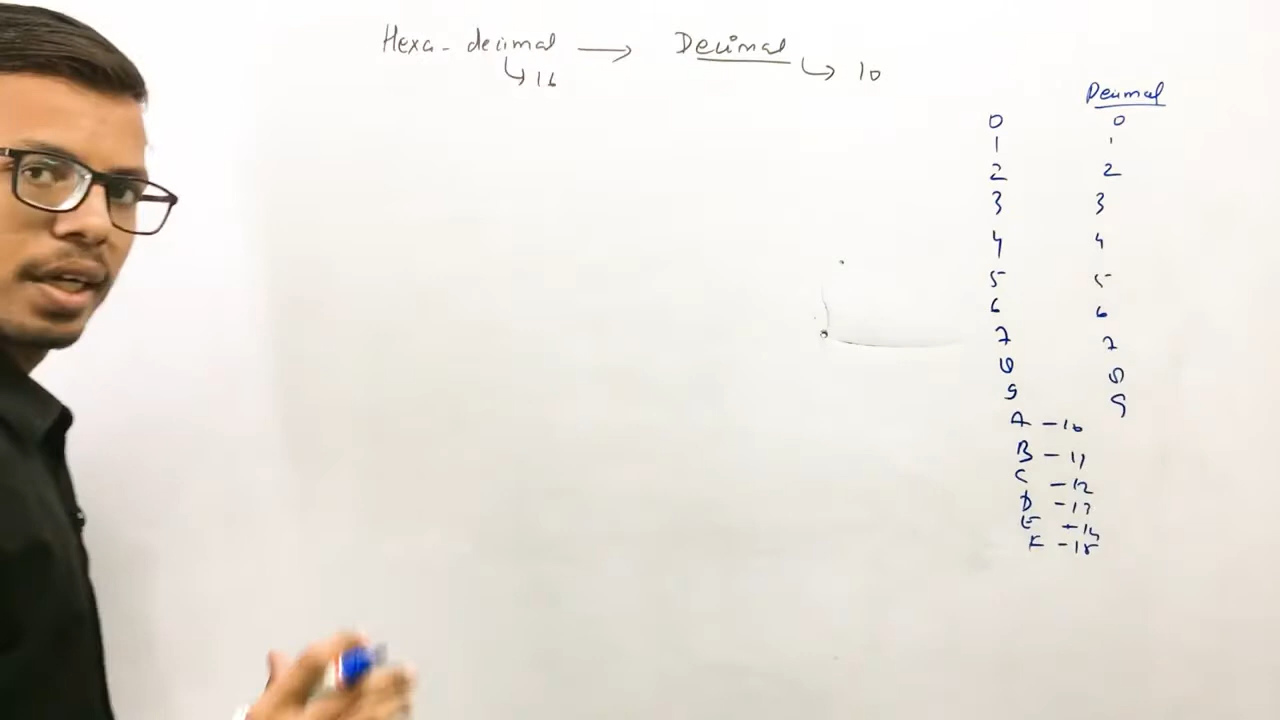 Hexa-decimal → Decimal
↳ 16 ↳ 10
Decimal
0 0
1 1
2 2
3 3
4 4
5 5
6 6
7 7
8 8
9 9
A - 10
B - 11
C - 12
D - 13
E - 14
F - 15